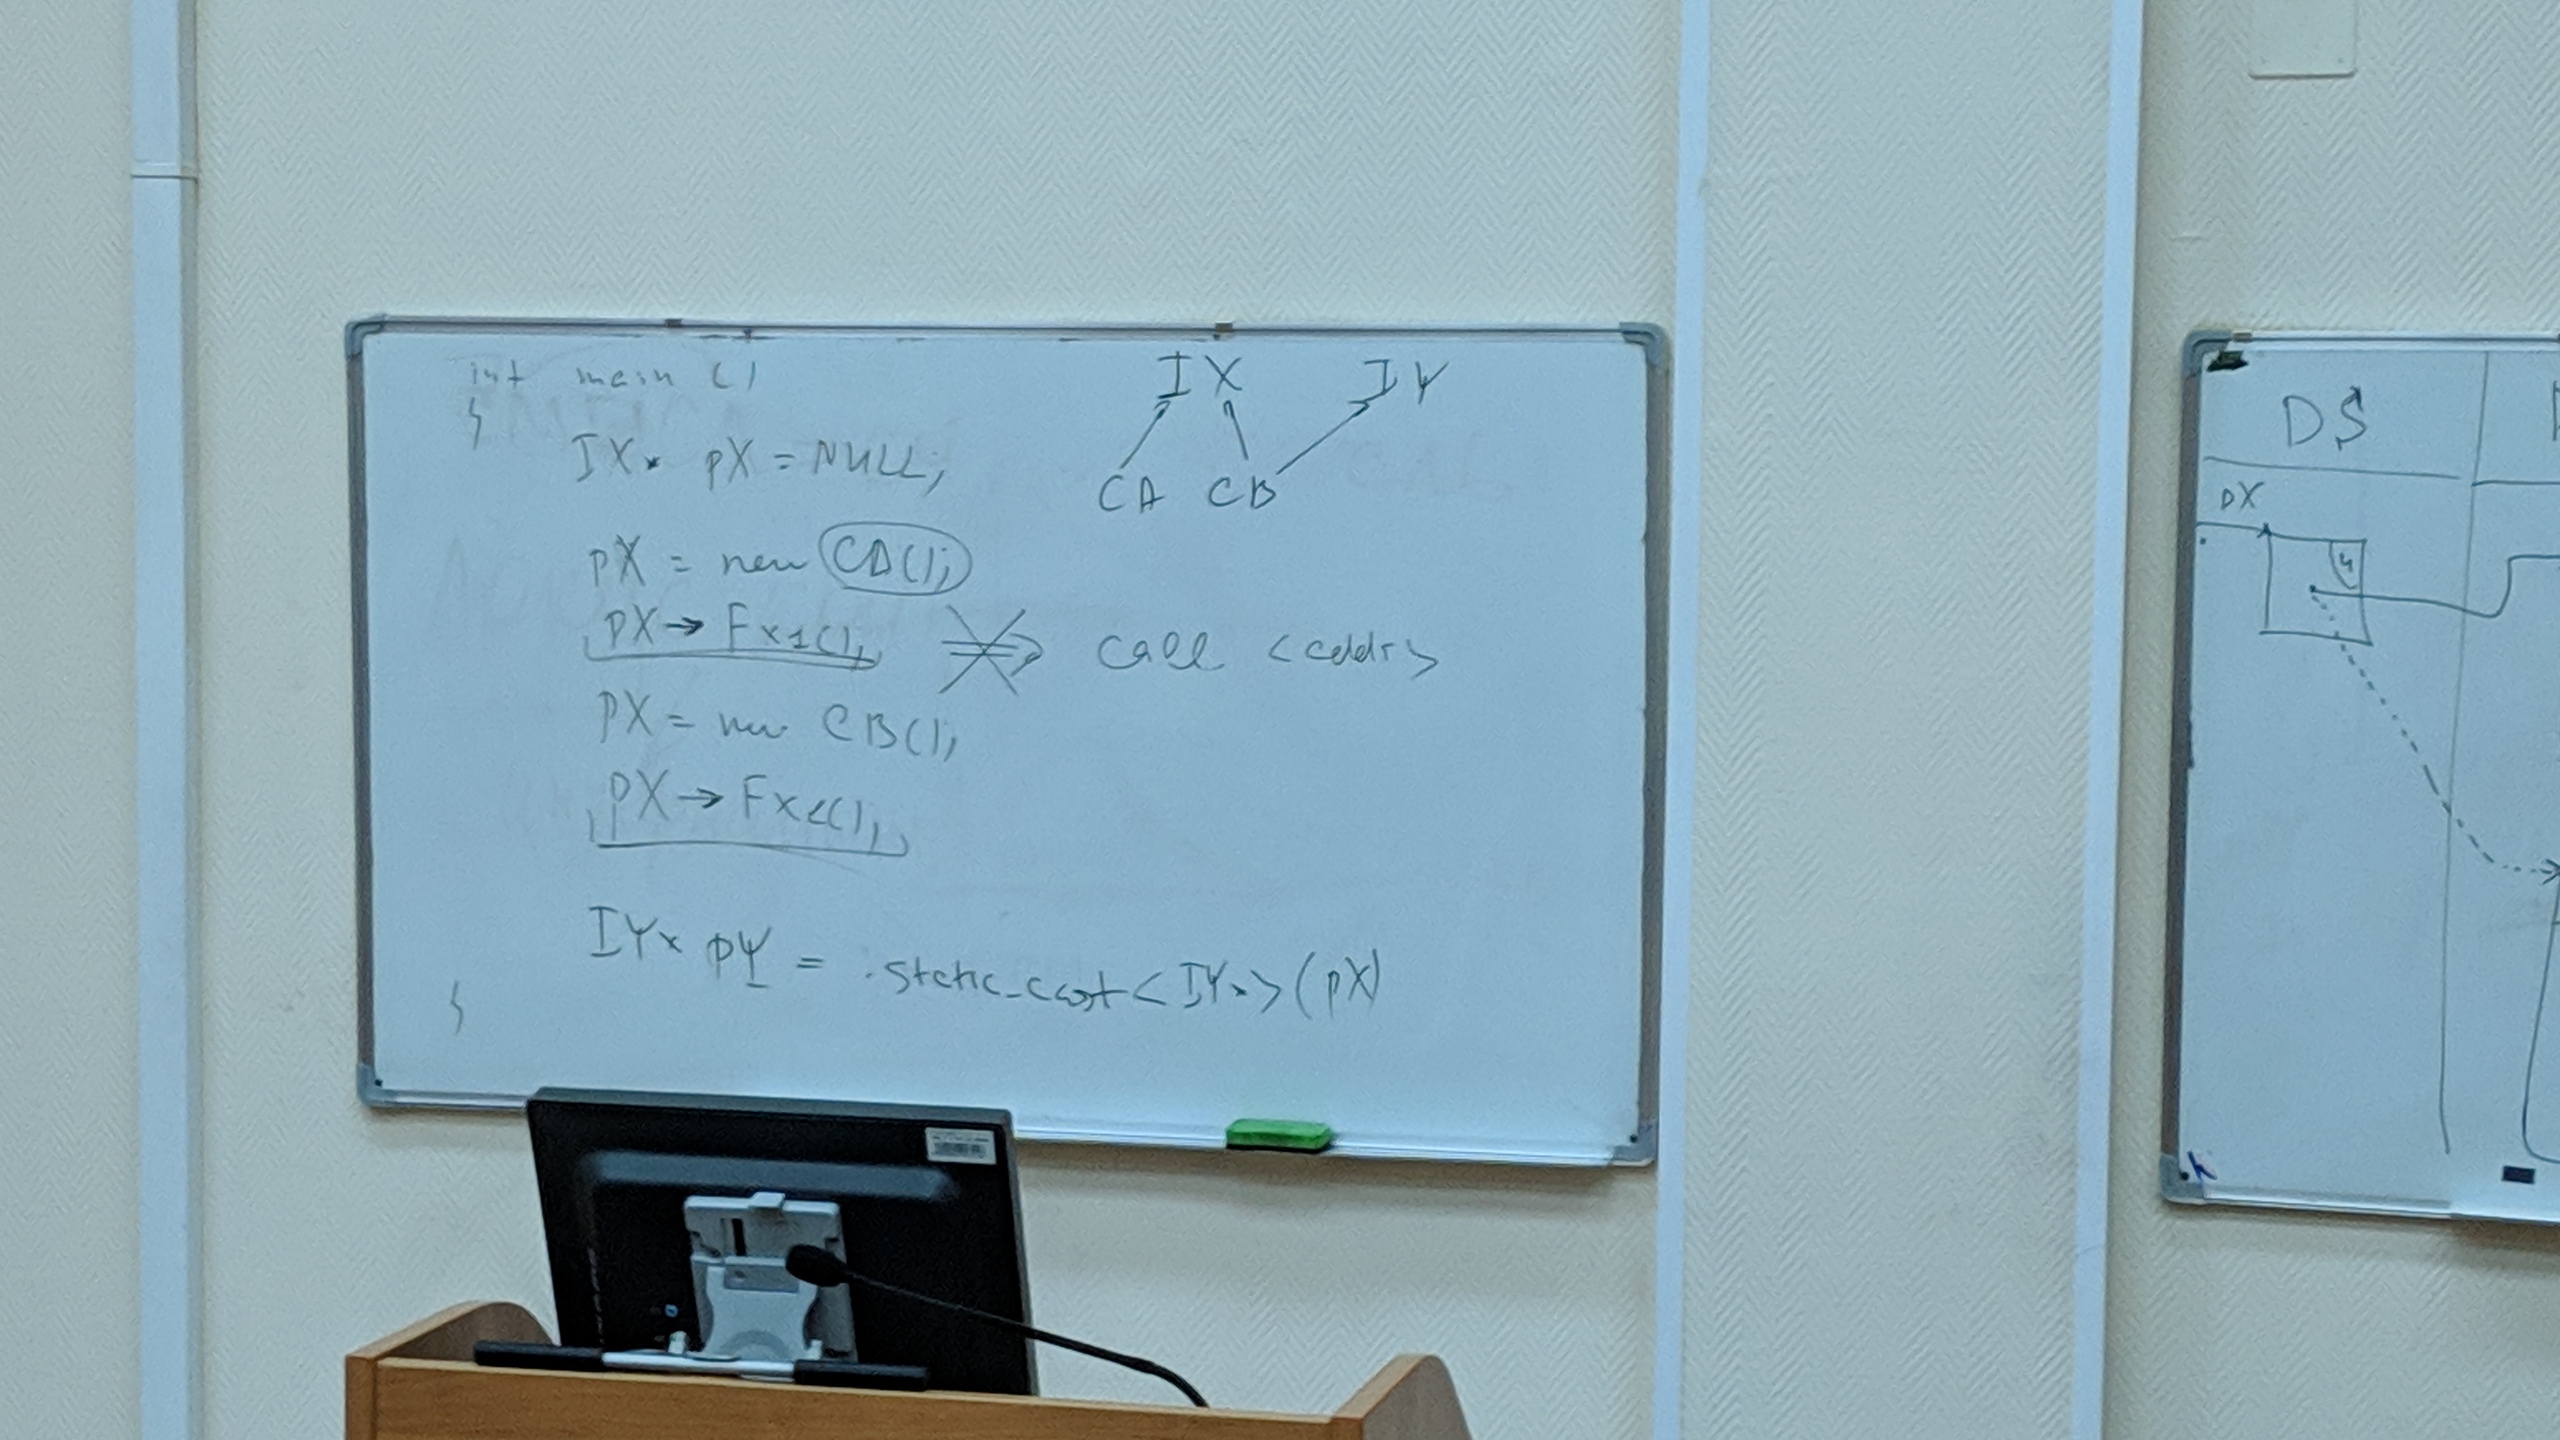 int main ()
{
IX* pX = NULL;
pX = new CA();
pX → Fx1();
pX = new CB();
pX → Fx2();
IY* pY = static_cast<IY*>(pX)
}
IX IY
CA CB
call <addr>
DS
pX
4